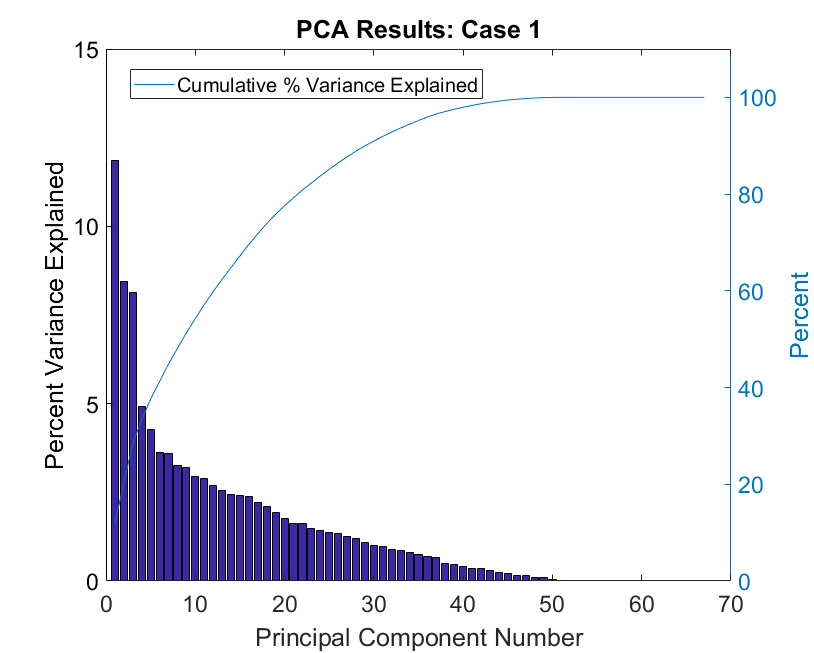 PCA Results: Case 1
Cumulative % Variance Explained
Percent Variance Explained
15
10
5
0
100
80
60
40
20
0
Percent
0 10 20 30 40 50 60 70
Principal Component Number